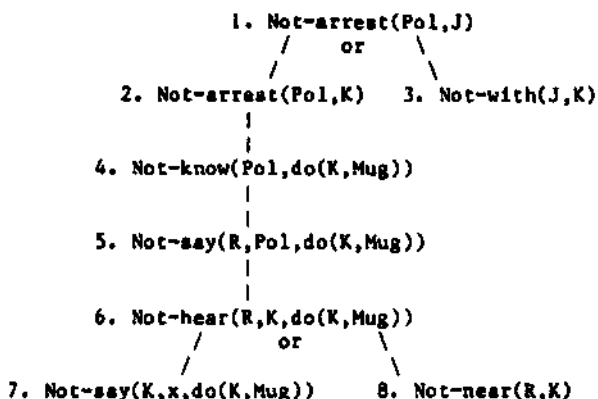 1. Not-arrest(Pol,J)
or
2. Not-arrest(Pol,K) 3. Not-with(J,K)
4. Not-know(Pol,do(K,Mug))
5. Not-say(R,Pol,do(K,Mug))
6. Not-hear(R,K,do(K,Mug))
or
7. Not-say(K,x,do(K,Mug)) 8. Not-near(R,K)